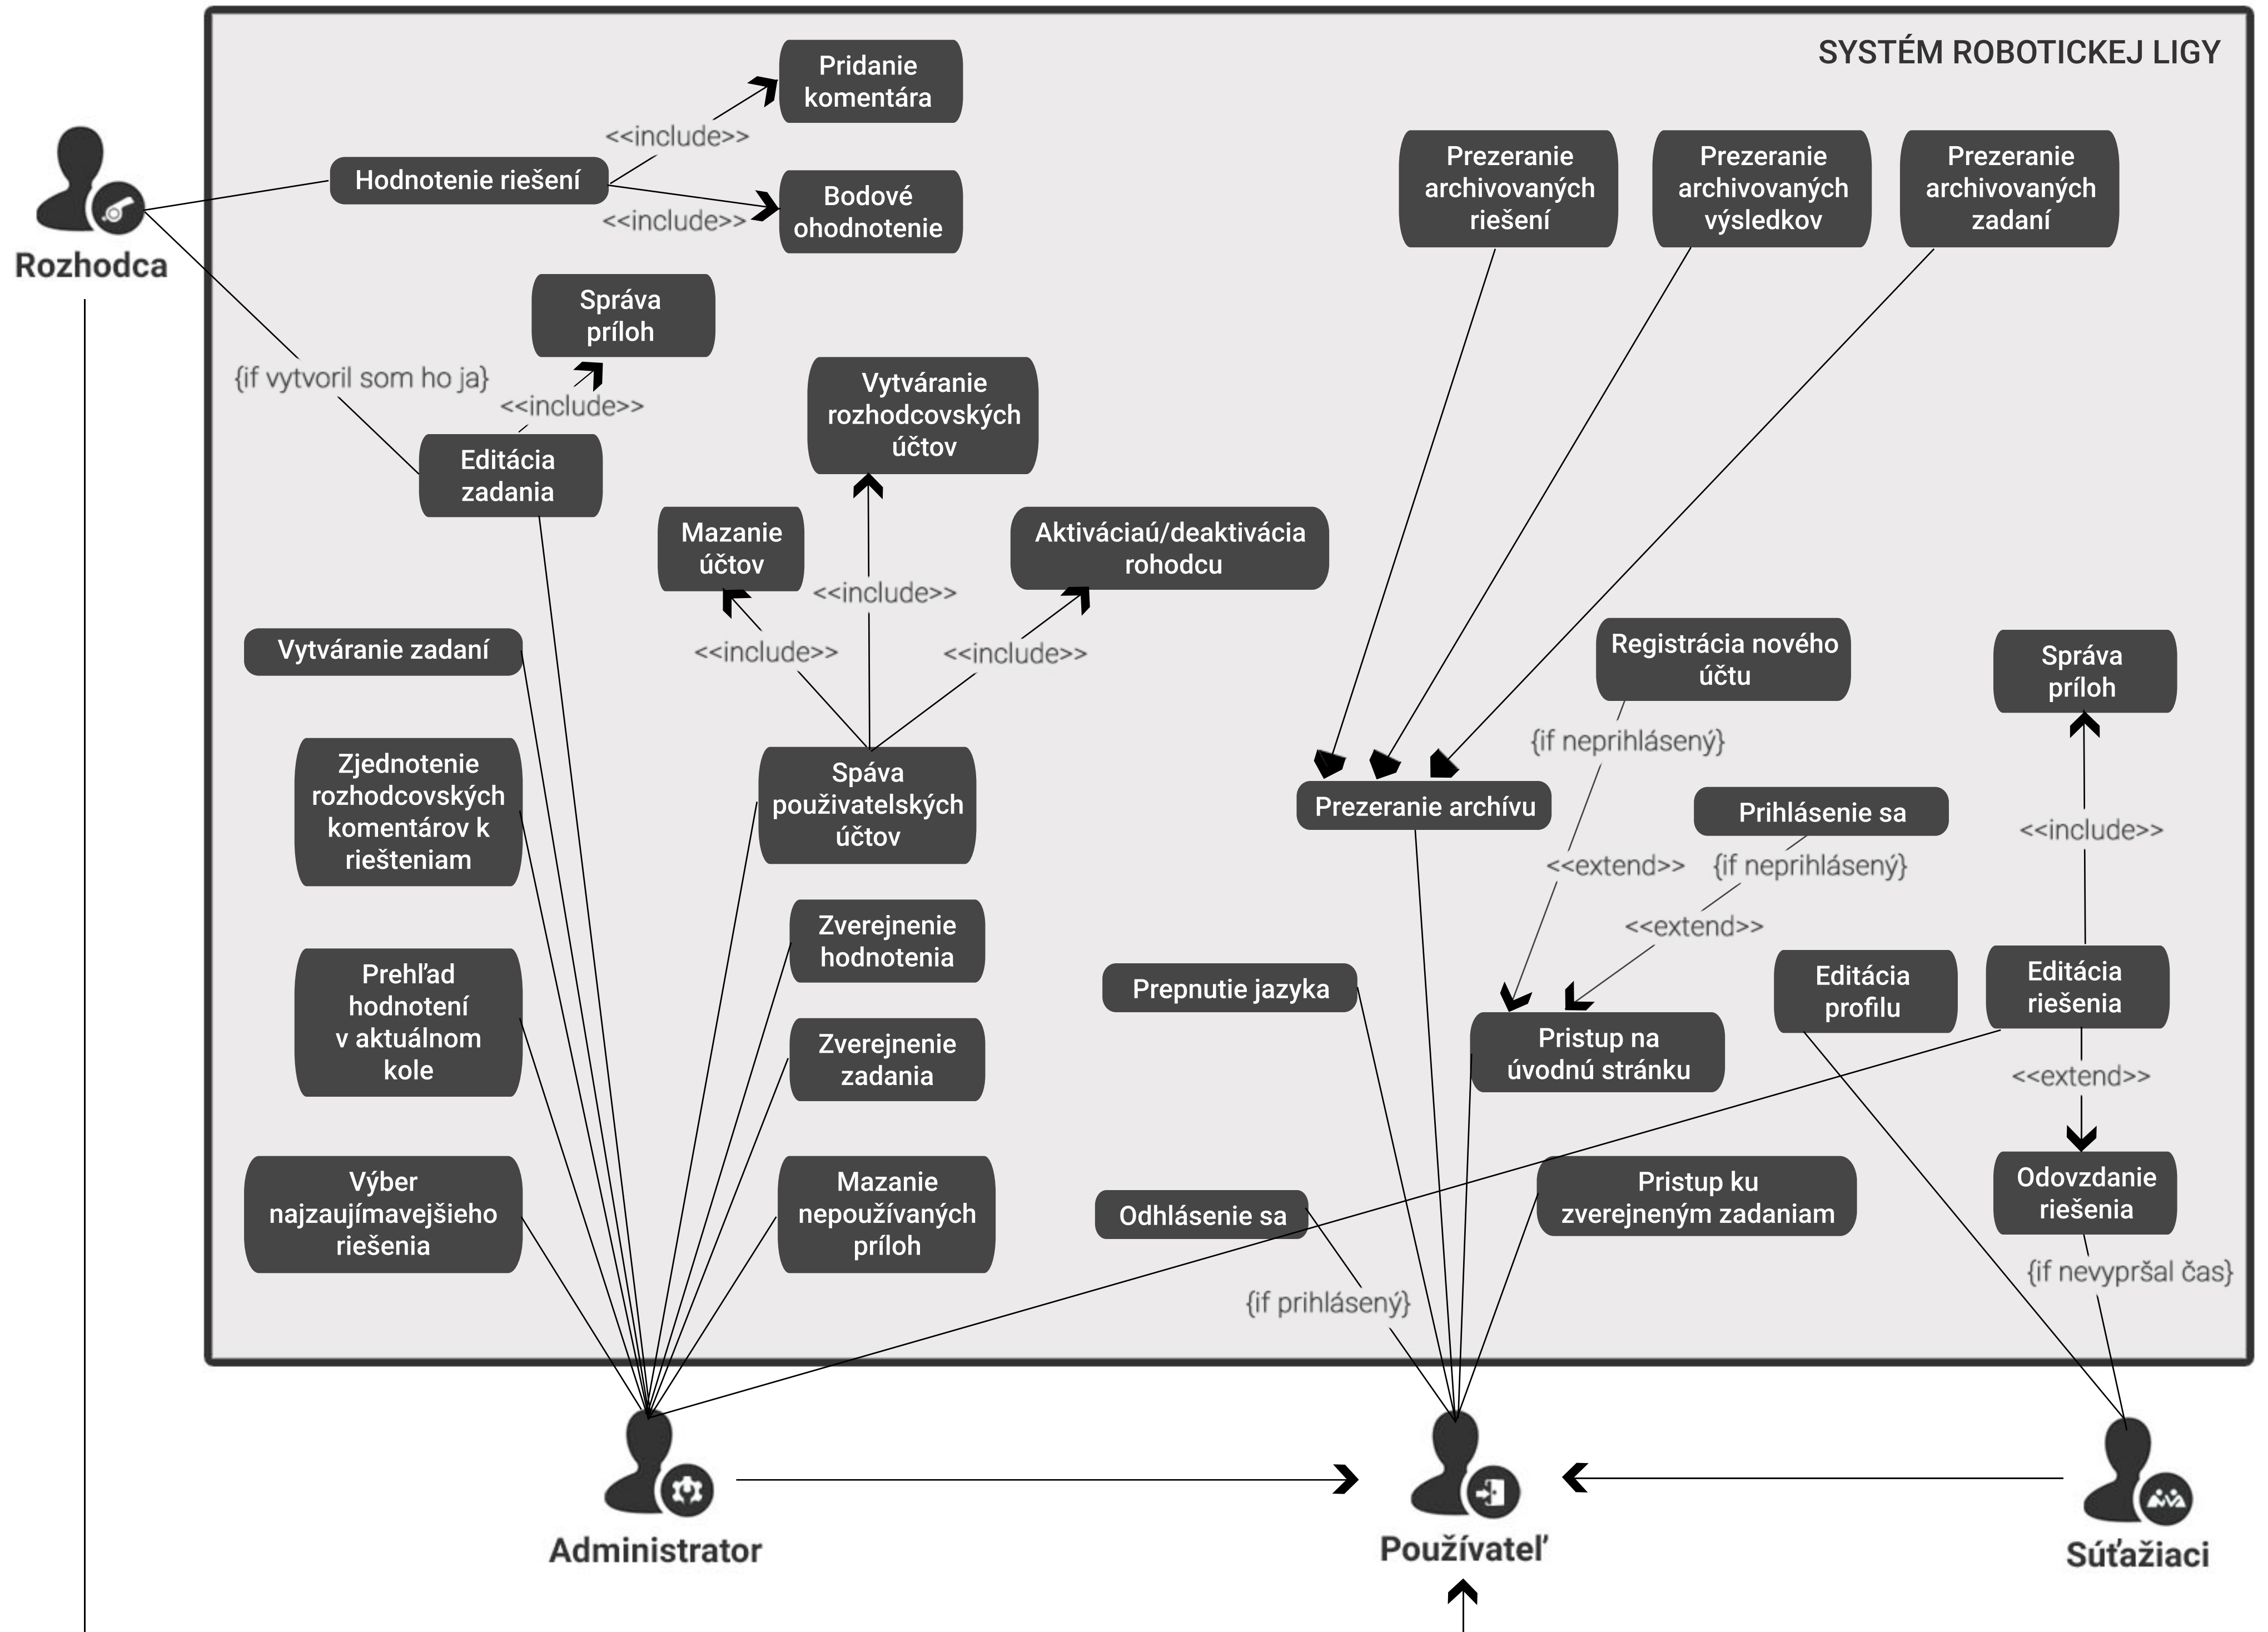 SYSTÉM ROBOTICKEJ LIGY
Pridanie
komentára
<<include>>
Hodnotenie riešení
<<include>>
Bodové
ohodnotenie
Rozhodca
Prezeranie
archivovaných
riešení
Prezeranie
archivovaných
výsledkov
Prezeranie
archivovaných
zadaní
Správa
príloh
{if vytvoril som ho ja}
<<include>>
Editácia
zadania
Vytváranie
rozhodcovských
účtov
Mazanie
účtov
Aktiváciaú/deaktivácia
rohodcu
<<include>>
<<include>>
<<include>>
Vytváranie zadaní
Registrácia nového
účtu
Správa
príloh
{if neprihlásený}
Zjednotenie
rozhodcovských
komentárov k
riešteniam
Spáva
použivatelských
účtov
Prezeranie archívu
Prihlásenie sa
<<include>>
<<extend>>
{if neprihlásený}
<<extend>>
Zverejnenie
hodnotenia
Prehľad
hodnotení
v aktuálnom
kole
Prepnutie jazyka
Editácia
profilu
Editácia
riešenia
Zverejnenie
zadania
Pristup na
úvodnú stránku
<<extend>>
Výber
najzaujímavejšieho
riešenia
Mazanie
nepoužívaných
príloh
Odhlásenie sa
Pristup ku
zverejneným zadaniam
Odovzdanie
riešenia
{if nevypršal čas}
{if prihlásený}
Administrator
Používateľ
Súťažiaci